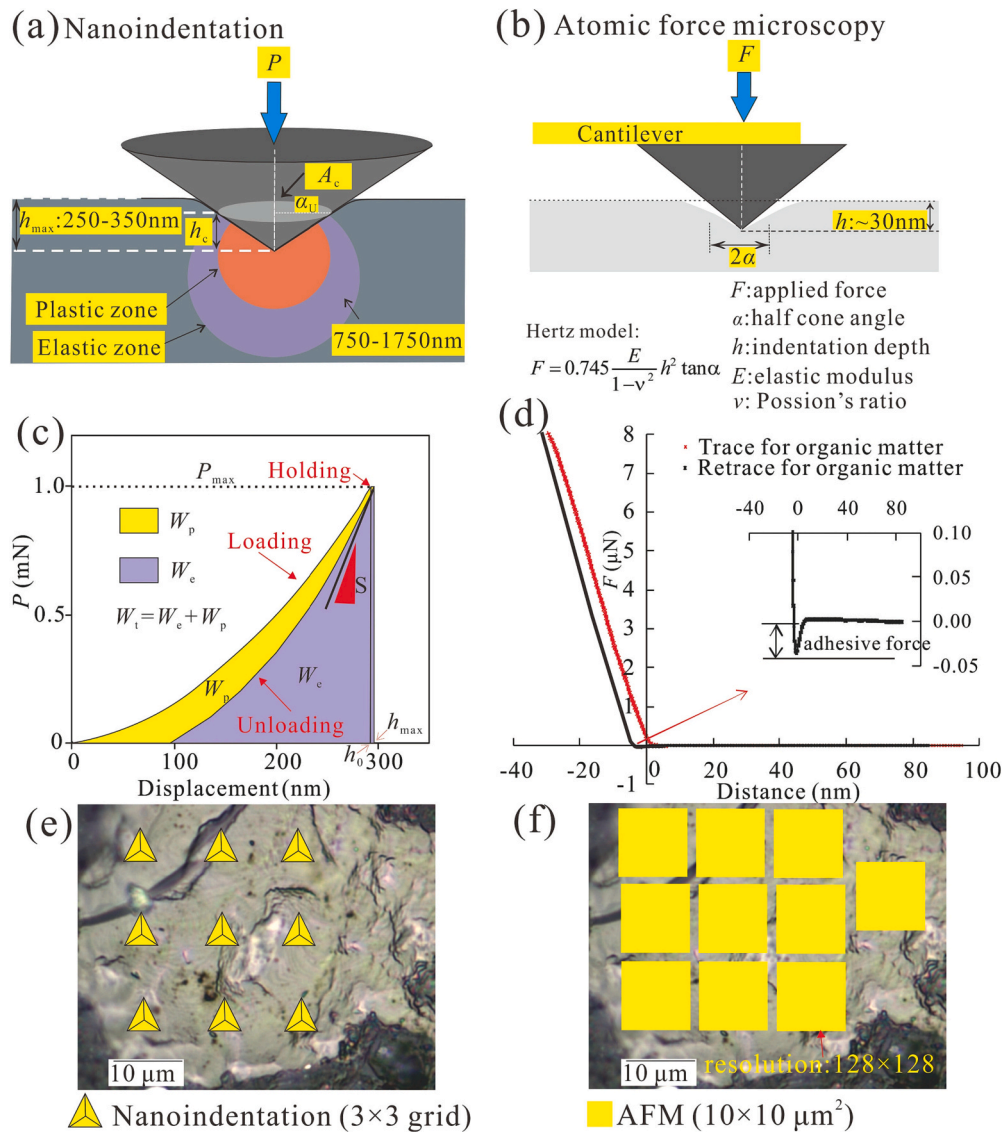 (a) Nanoindentation
P
A_c
α_U
h_max:250-350nm
h_c
Plastic zone
Elastic zone
750-1750nm
(b) Atomic force microscopy
F
Cantilever
h:~30nm
2α
Hertz model:
F = 0.745 E/(1-ν²) h² tanα
F:applied force
α:half cone angle
h:indentation depth
E:elastic modulus
ν: Possion's ratio
(c)
P_max
Holding
1.0
W_p
Loading
W_e
S
W_t=W_e+W_p
0.5
P (mN)
W_e
W_p
Unloading
h_max
0
0 100 200 300
h_0
Displacement (nm)
(d)
8
7
6
5
4
3
2
1
-1
F (μN)
Trace for organic matter
Retrace for organic matter
-40 0 40 80
0.10
0.05
0.00
-0.05
adhesive force
-40 -20 0 20 40 60 80 100
Distance (nm)
(e)
10 μm
Nanoindentation (3×3 grid)
(f)
resolution:128×128
10 μm
AFM (10×10 μm²)